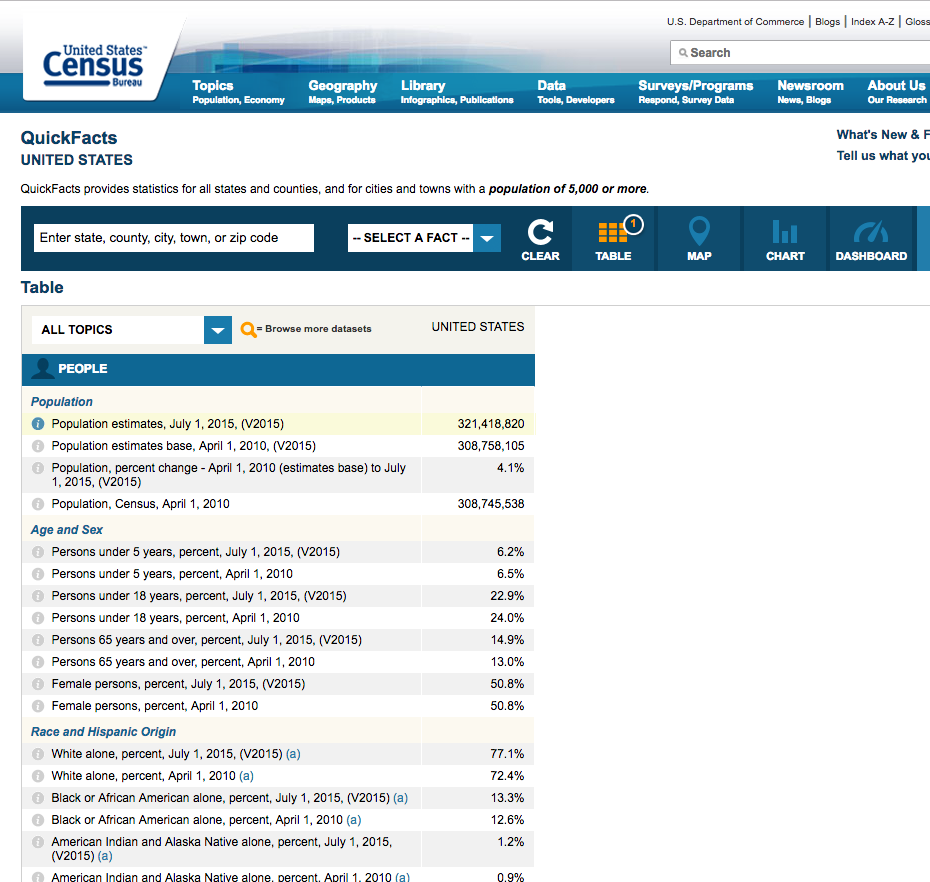 U.S. Department of Commerce | Blogs | Index A-Z | Gloss
United States™
Census
Bureau
Search
Topics
Population, Economy
Geography
Maps, Products
Library
Infographics, Publications
Data
Tools, Developers
Surveys/Programs
Respond, Survey Data
Newsroom
News, Blogs
About Us
Our Research
QuickFacts
UNITED STATES
What's New & F
Tell us what you
QuickFacts provides statistics for all states and counties, and for cities and towns with a population of 5,000 or more.
Enter state, county, city, town, or zip code
-- SELECT A FACT --
CLEAR
1
TABLE
MAP
CHART
DASHBOARD
Table
ALL TOPICS
= Browse more datasets
UNITED STATES
PEOPLE
Population
Population estimates, July 1, 2015, (V2015) 321,418,820
Population estimates base, April 1, 2010, (V2015) 308,758,105
Population, percent change - April 1, 2010 (estimates base) to July 4.1%
1, 2015, (V2015)
Population, Census, April 1, 2010 308,745,538
Age and Sex
Persons under 5 years, percent, July 1, 2015, (V2015) 6.2%
Persons under 5 years, percent, April 1, 2010 6.5%
Persons under 18 years, percent, July 1, 2015, (V2015) 22.9%
Persons under 18 years, percent, April 1, 2010 24.0%
Persons 65 years and over, percent, July 1, 2015, (V2015) 14.9%
Persons 65 years and over, percent, April 1, 2010 13.0%
Female persons, percent, July 1, 2015, (V2015) 50.8%
Female persons, percent, April 1, 2010 50.8%
Race and Hispanic Origin
White alone, percent, July 1, 2015, (V2015) (a) 77.1%
White alone, percent, April 1, 2010 (a) 72.4%
Black or African American alone, percent, July 1, 2015, (V2015) (a) 13.3%
Black or African American alone, percent, April 1, 2010 (a) 12.6%
American Indian and Alaska Native alone, percent, July 1, 2015, 1.2%
(V2015) (a)
American Indian and Alaska Native alone, percent, April 1, 2010 (a) 0.9%